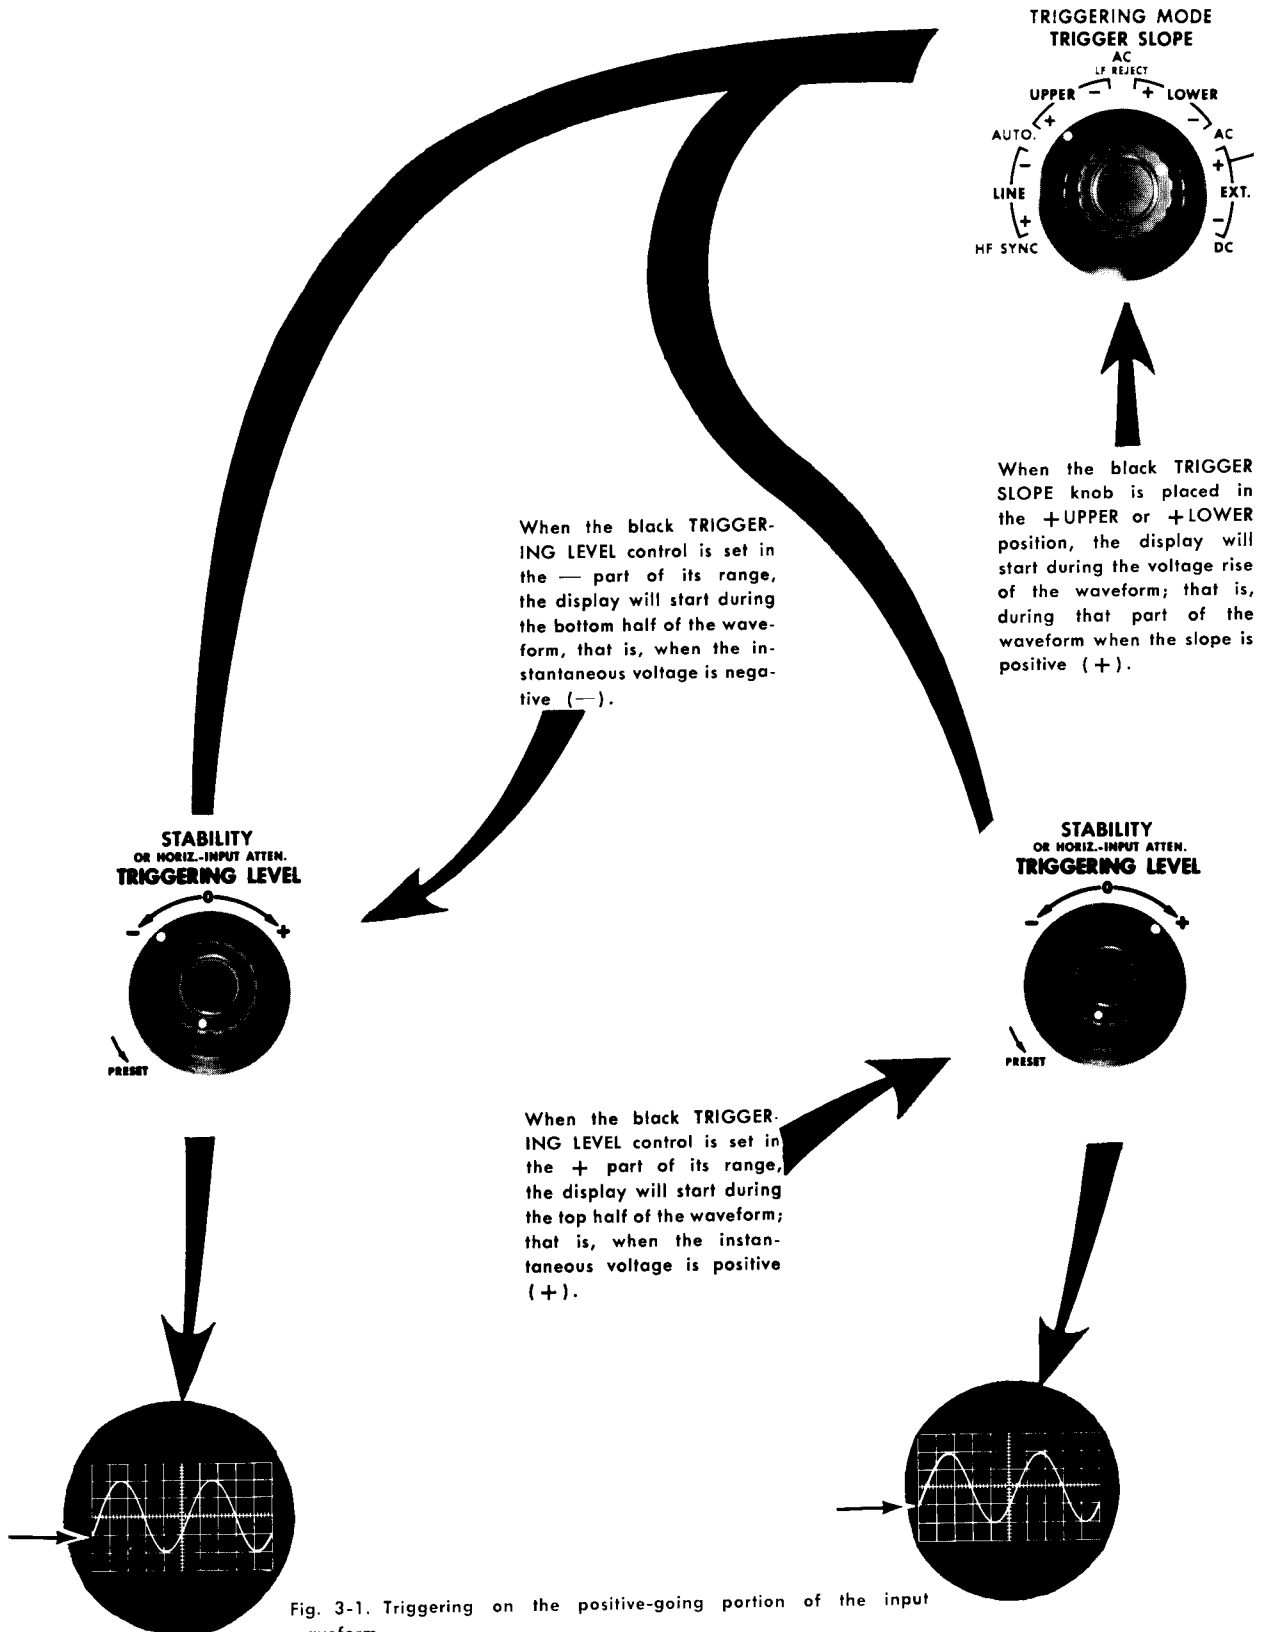 TRIGGERING MODE
TRIGGER SLOPE
AC
LF REJECT
UPPER − + LOWER
+ −
AUTO. AC
− +
LINE EXT.
+ −
HF SYNC DC
When the black TRIGGER
SLOPE knob is placed in
the +UPPER or +LOWER
position, the display will
start during the voltage rise
of the waveform; that is,
during that part of the
waveform when the slope is
positive (+).
When the black TRIGGER-
ING LEVEL control is set in
the — part of its range,
the display will start during
the bottom half of the wave-
form, that is, when the in-
stantaneous voltage is nega-
tive (—).
STABILITY
OR HORIZ.-INPUT ATTEN.
TRIGGERING LEVEL
0
− +
PRESET
STABILITY
OR HORIZ.-INPUT ATTEN.
TRIGGERING LEVEL
0
− +
PRESET
When the black TRIGGER-
ING LEVEL control is set in
the + part of its range,
the display will start during
the top half of the waveform;
that is, when the instan-
taneous voltage is positive
(+).
Fig. 3-1. Triggering on the positive-going portion of the input